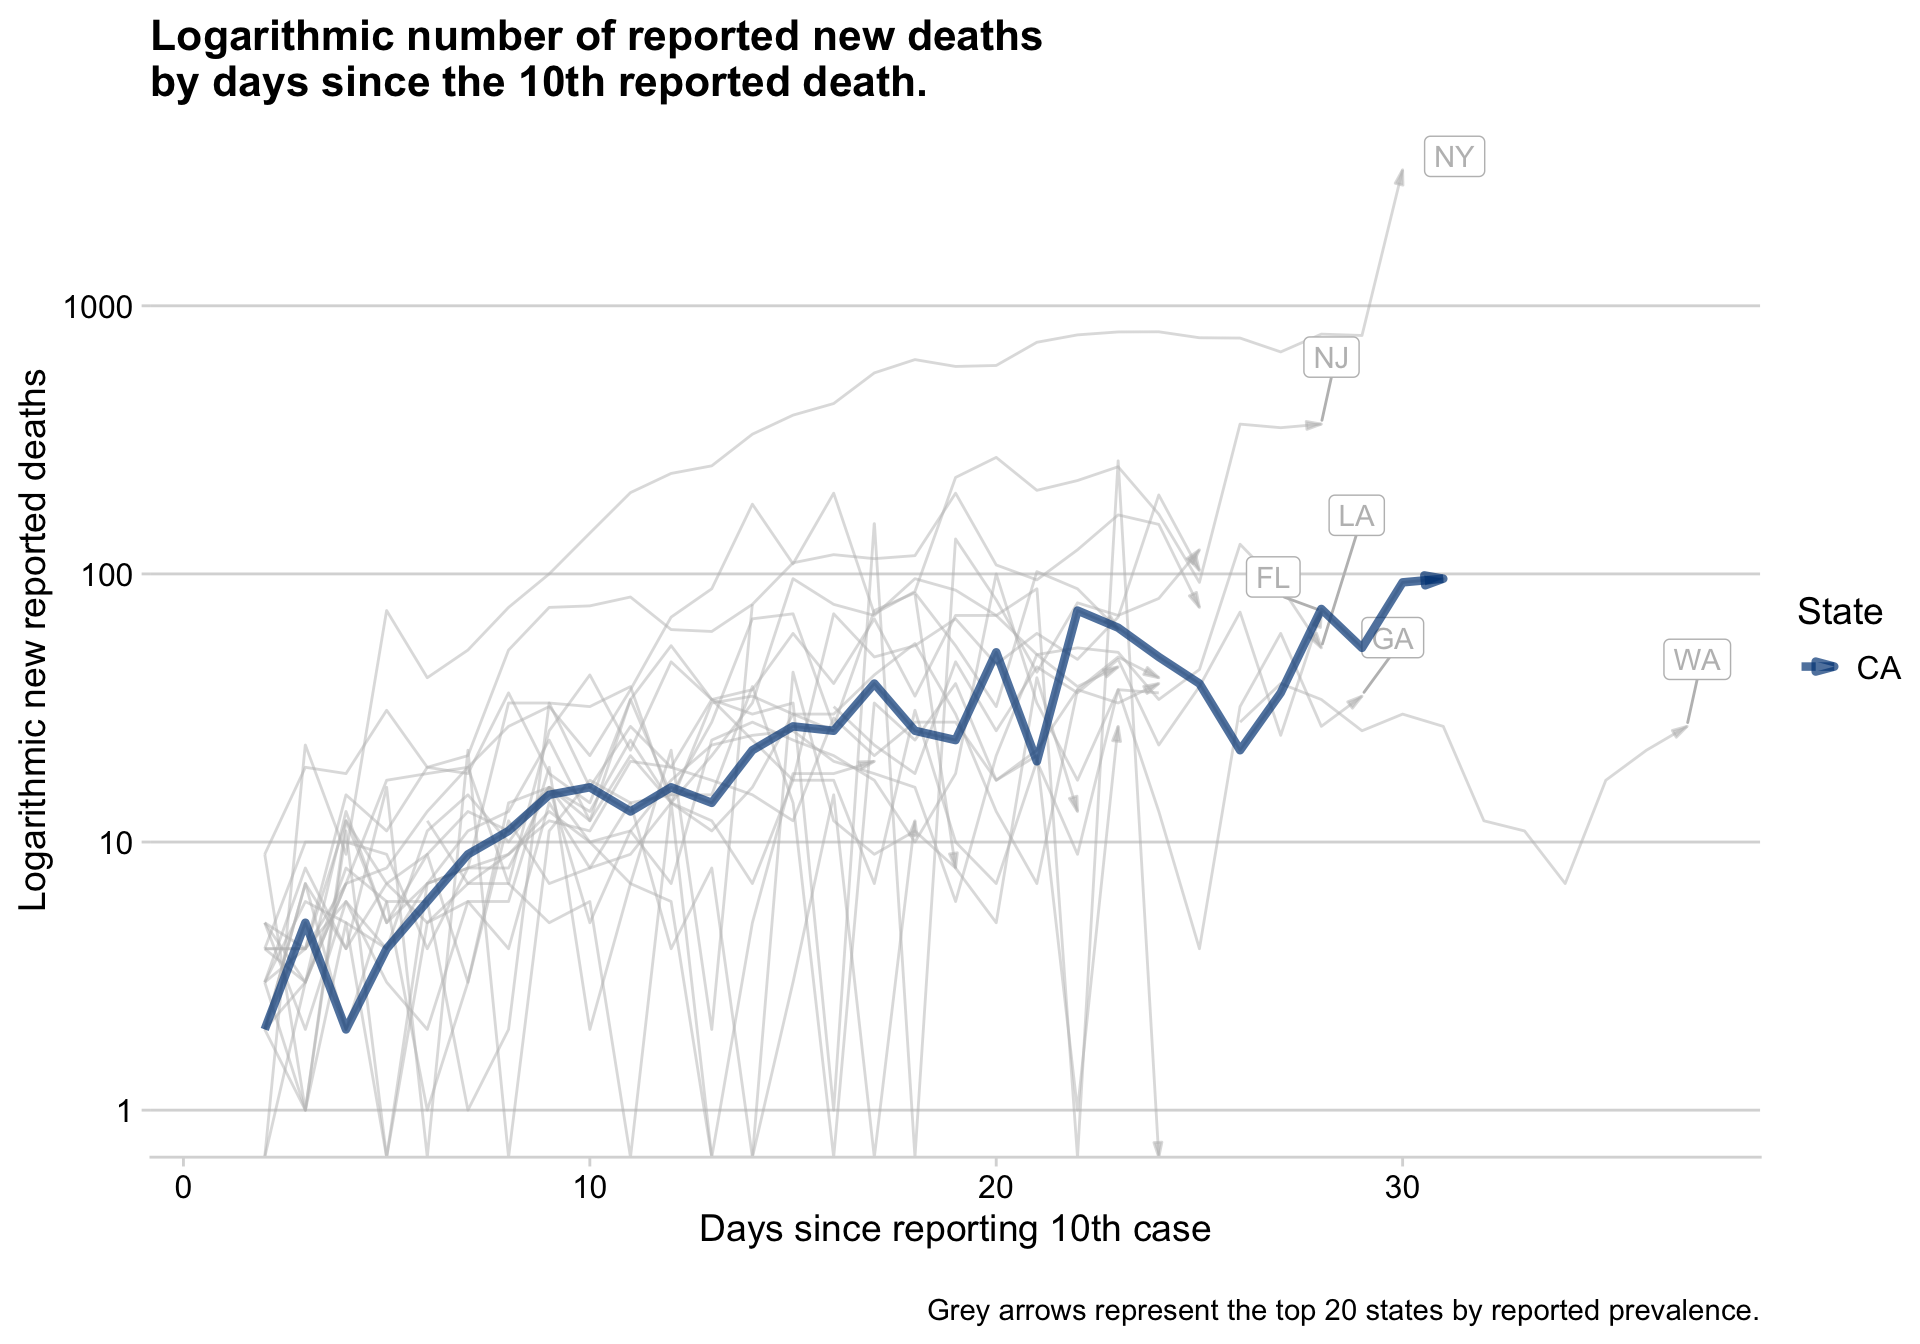 Logarithmic number of reported new deaths
by days since the 10th reported death.
NY
1000
NJ
LA
100
FL
GA
WA
State
CA
10
1
Logarithmic new reported deaths
0
10
20
30
Days since reporting 10th case
Grey arrows represent the top 20 states by reported prevalence.